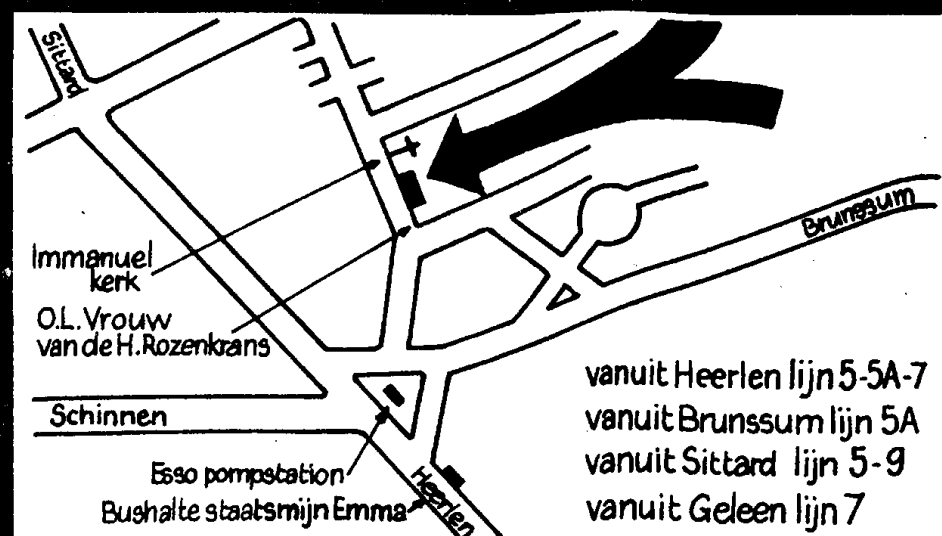 Sittard
Immanuel
kerk
O.L. Vrouw
van de H. Rozenkrans
Brunssum
Schinnen
Esso pompstation
Bushalte staatsmijn Emma
Heerlen
vanuit Heerlen lijn 5-5A-7
vanuit Brunssum lijn 5A
vanuit Sittard lijn 5-9
vanuit Geleen lijn 7